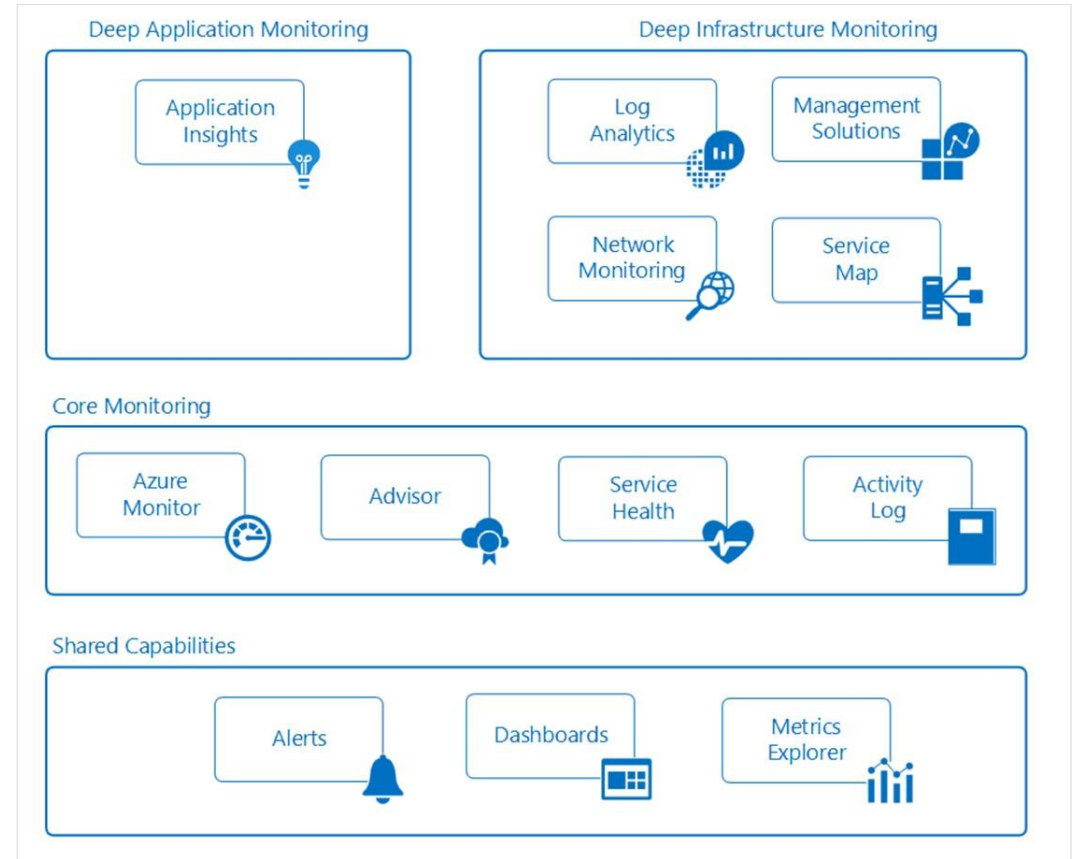 Deep Application Monitoring
Application
Insights
Deep Infrastructure Monitoring
Log
Analytics
Management
Solutions
Network
Monitoring
Service
Map
Core Monitoring
Azure
Monitor
Advisor
Service
Health
Activity
Log
Shared Capabilities
Alerts
Dashboards
Metrics
Explorer